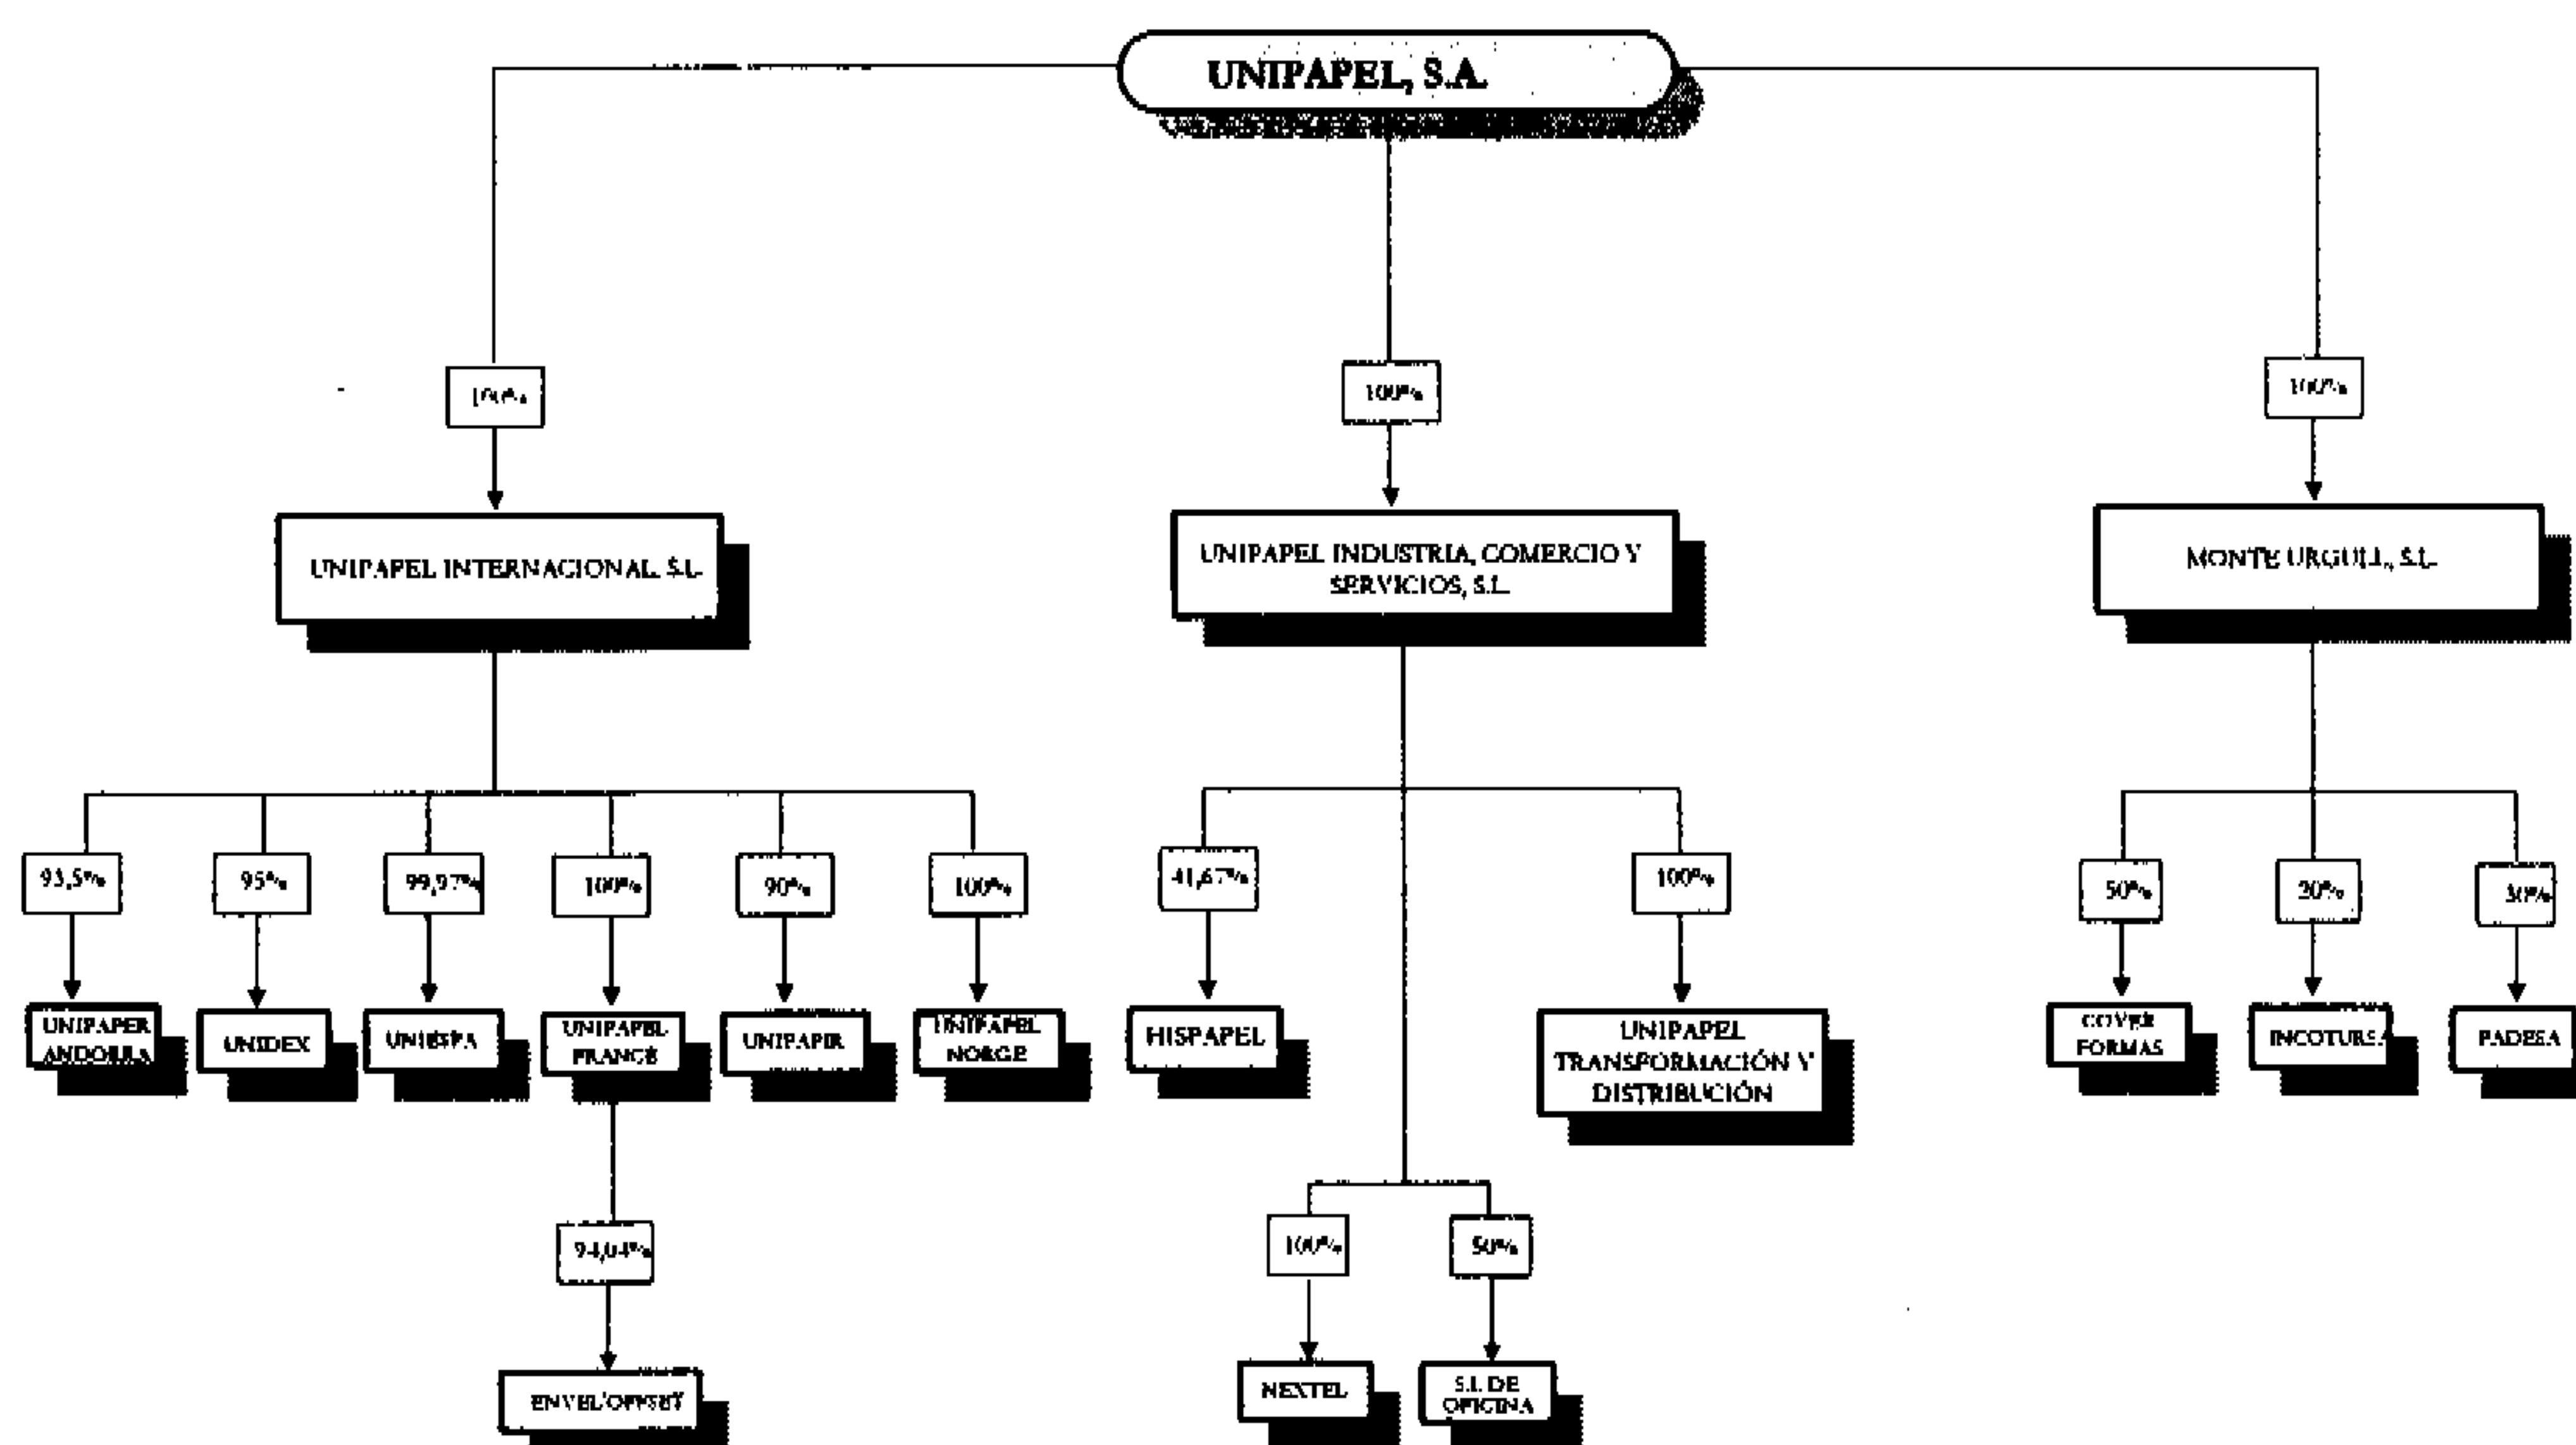 UNIPAPEL, S.A.
100%
100%
100%
UNIPAPEL INTERNACIONAL, S.L.
UNIPAPEL INDUSTRIA, COMERCIO Y
SERVICIOS, S.L.
MONTE URGULL, S.L.
93,5%
95%
99,97%
100%
90%
100%
41,67%
100%
50%
20%
UNIPAPER
ANDORRA
UNIDEX
UNIESPA
UNIPAPEL
FRANCE
UNIPAPIR
UNIPAPEL
NORGE
HISPAPEL
UNIPAPEL
TRANSFORMACIÓN Y
DISTRIBUCIÓN
COVER
FORMAS
INCOTURSA
PADESA
94,04%
100%
50%
ENVEL'OFFSET
NEXTEL
S.I. DE
OFICINA